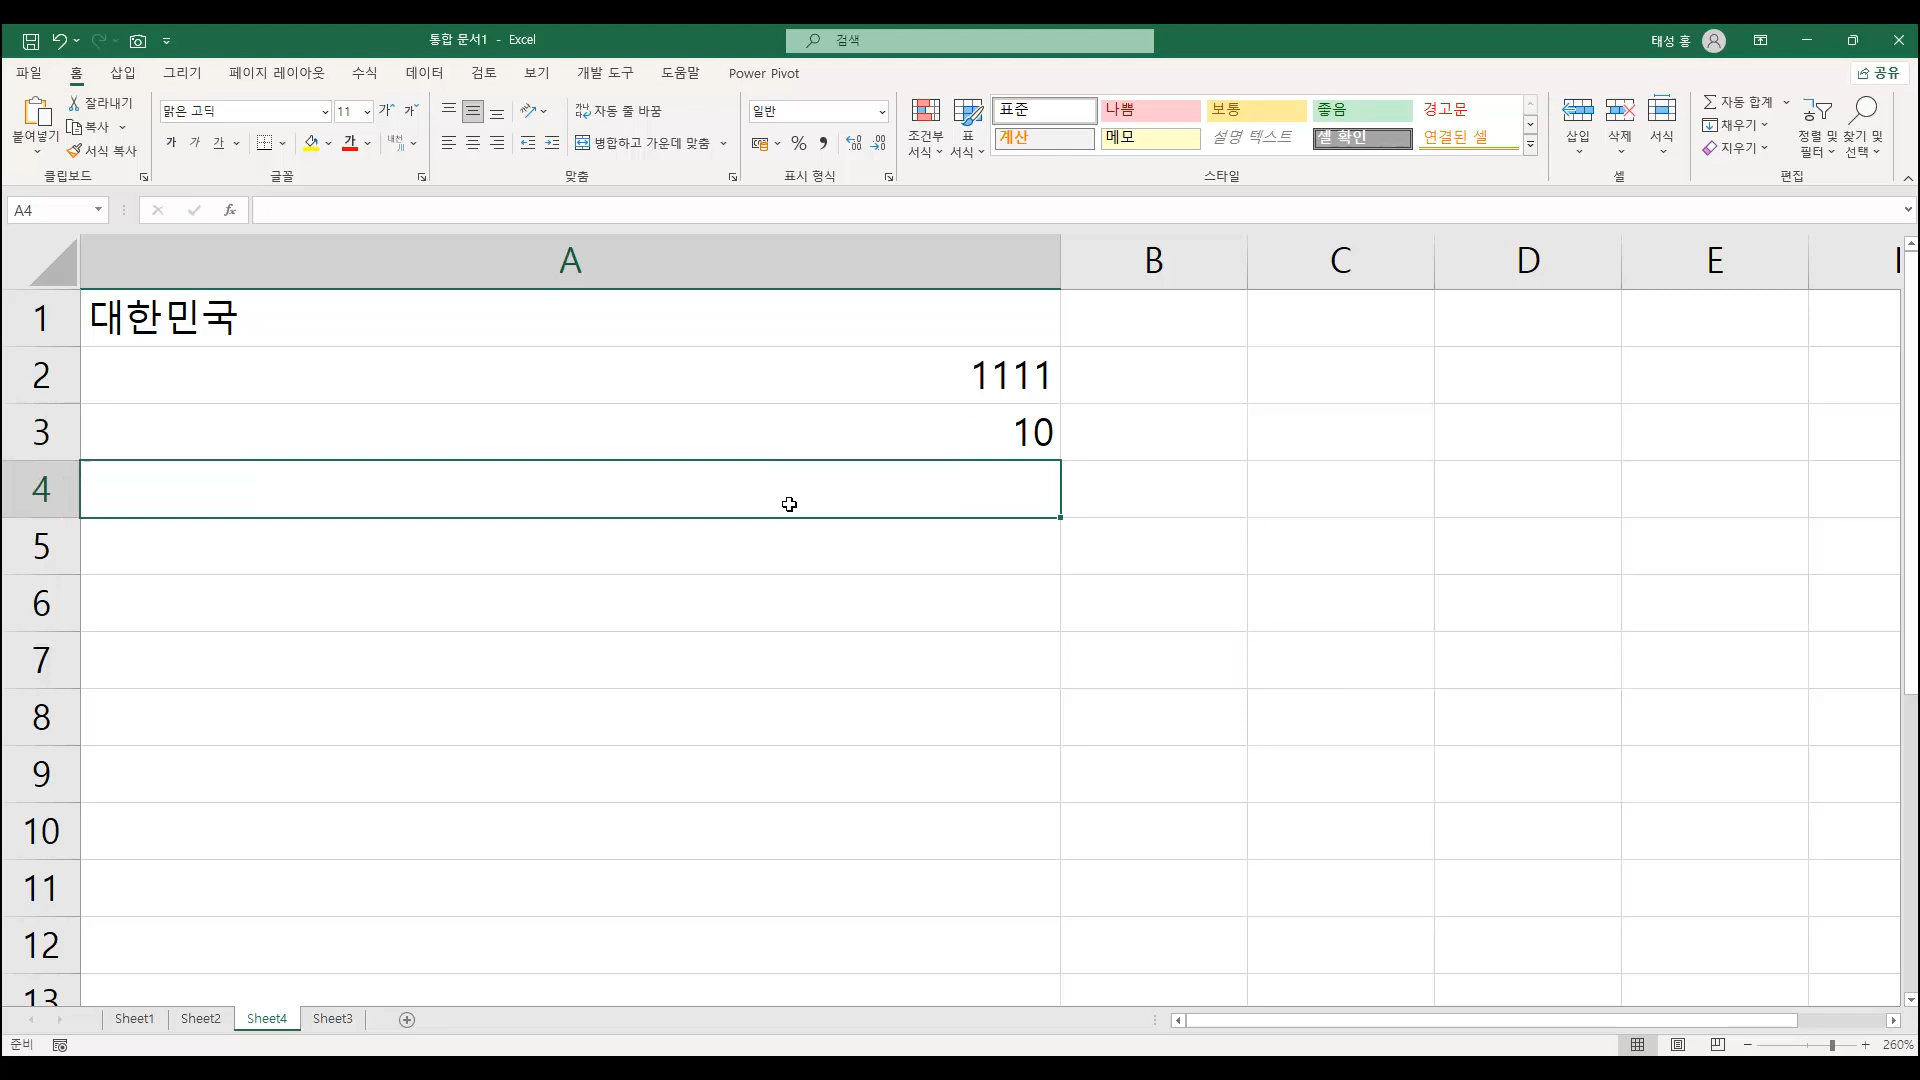 통합 문서1 - Excel
검색
태성 홍
파일 홈 삽입 그리기 페이지 레이아웃 수식 데이터 검토 보기 개발 도구 도움말 Power Pivot
공유
붙여넣기
잘라내기
복사
서식 복사
클립보드
맑은 고딕 11 가 가
가 가 가 가
글꼴
자동 줄 바꿈
병합하고 가운데 맞춤
맞춤
일반
%
표시 형식
조건부 서식
표 서식
표준 나쁨 보통 좋음 경고문
계산 메모 설명 텍스트 셀 확인 연결된 셀
스타일
삽입 삭제 서식
셀
자동 합계
채우기
지우기
정렬 및 필터
찾기 및 선택
편집
A4
fx
A B C D E
1 대한민국
2 1111
3 10
4
5
6
7
8
9
10
11
12
13
Sheet1 Sheet2 Sheet4 Sheet3
준비
260%